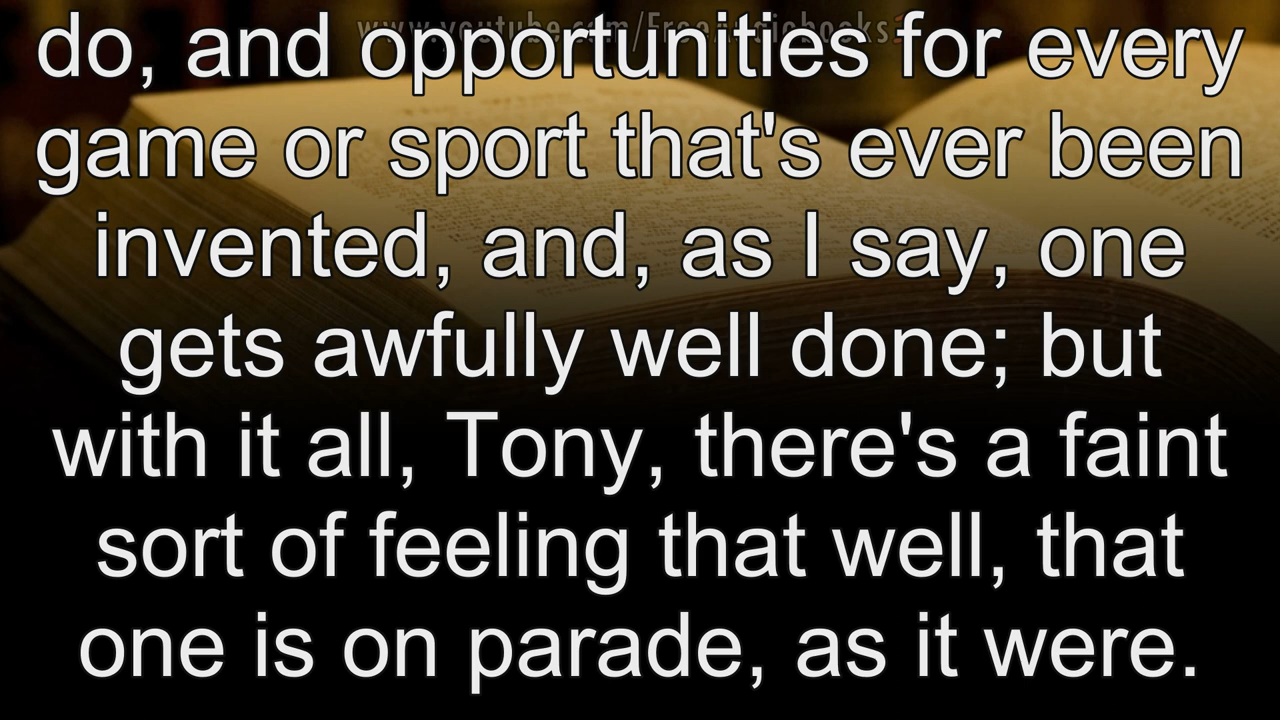 do, and opportunities for every
game or sport that's ever been
invented, and, as I say, one
gets awfully well done; but
with it all, Tony, there's a faint
sort of feeling that well, that
one is on parade, as it were.